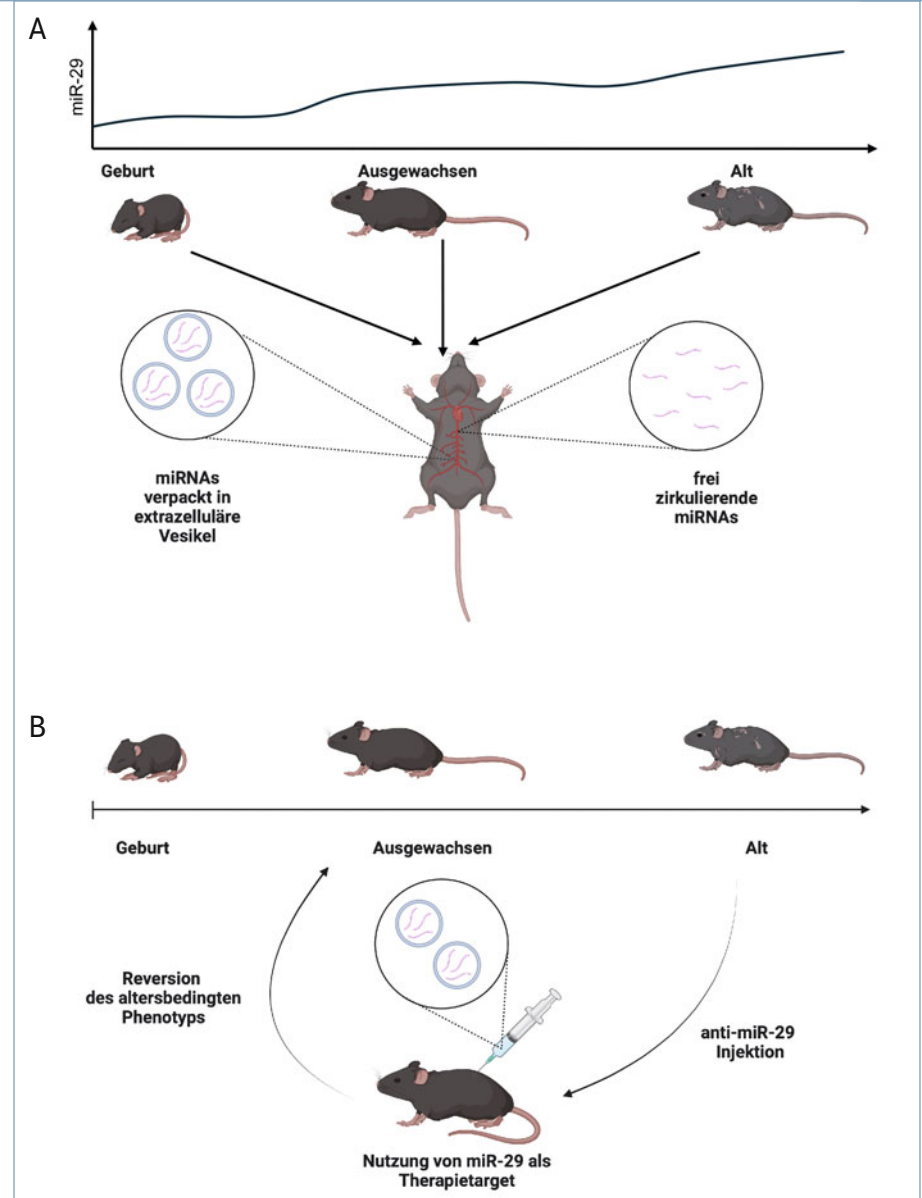 A
miR-29
Geburt
Ausgewachsen
Alt
miRNAs
verpackt in
extrazelluläre
Vesikel
frei
zirkulierende
miRNAs
B
Geburt
Ausgewachsen
Alt
Reversion
des altersbedingten
Phenotyps
anti-miR-29
Injektion
Nutzung von miR-29 als
Therapietarget